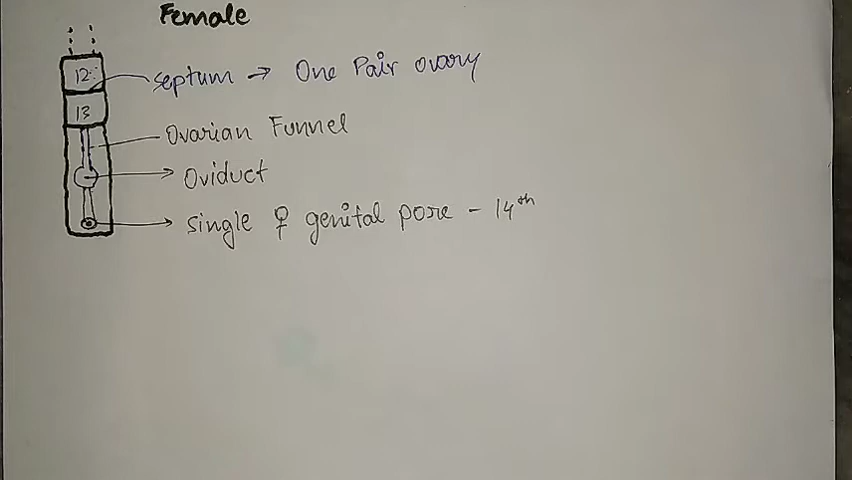 Female
12
septum → One Pair ovary
13
Ovarian Funnel
Oviduct
single ♀ genital pore - 14th